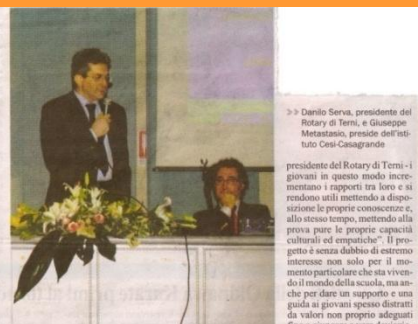 >> Danilo Serva, presidente del
Rotary di Terni, e Giuseppe
Metastasio, preside dell'isti-
tuto Cesi-Casagrande
presidente del Rotary di Terni - i
giovani in questo modo incre-
mentano i rapporti tra loro e si
rendono utili mettendo a dispo-
sizione le proprie conoscenze e,
allo stesso tempo, mettendo alla
prova pure le proprie capacità
culturali ed empatiche". Il pro-
getto è senza dubbio di estremo
interesse non solo per il mo-
mento particolare che sta viven-
do il mondo della scuola, ma an-
che per dare un supporto e una
guida ai giovani spesso distratti
da valori non proprio adeguati